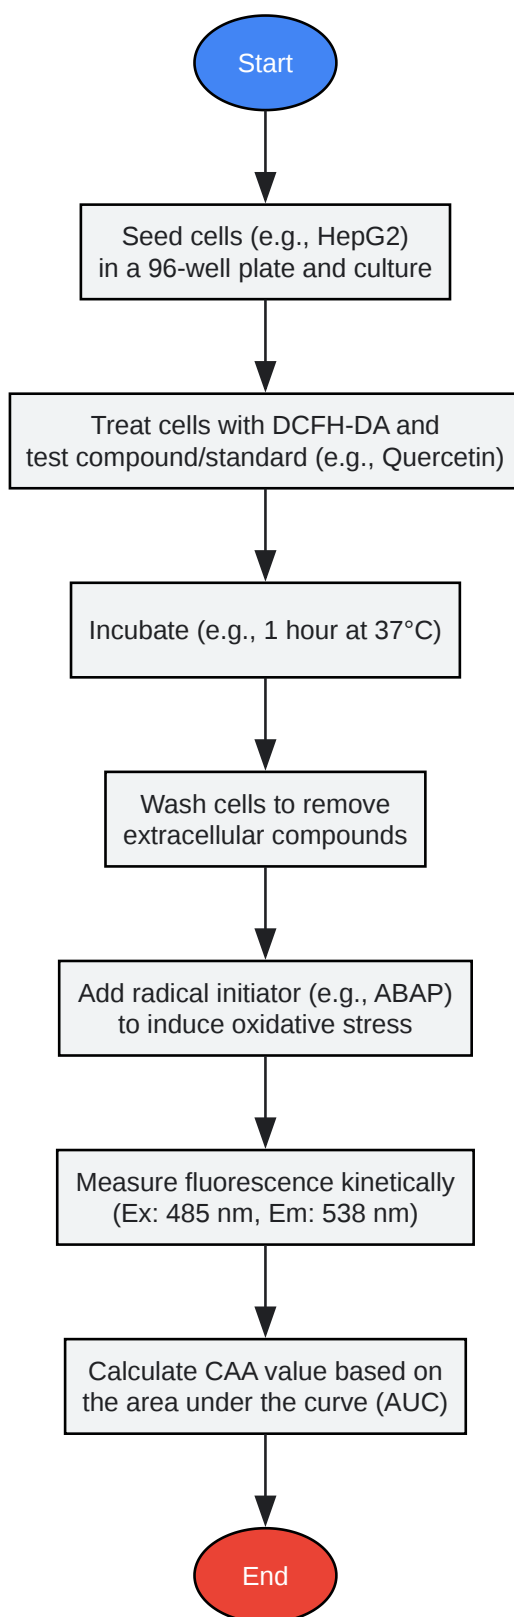 Start
Seed cells (e.g., HepG2)
in a 96-well plate and culture
Treat cells with DCFH-DA and
test compound/standard (e.g., Quercetin)
Incubate (e.g., 1 hour at 37°C)
Wash cells to remove
extracellular compounds
Add radical initiator (e.g., ABAP)
to induce oxidative stress
Measure fluorescence kinetically
(Ex: 485 nm, Em: 538 nm)
Calculate CAA value based on
the area under the curve (AUC)
End